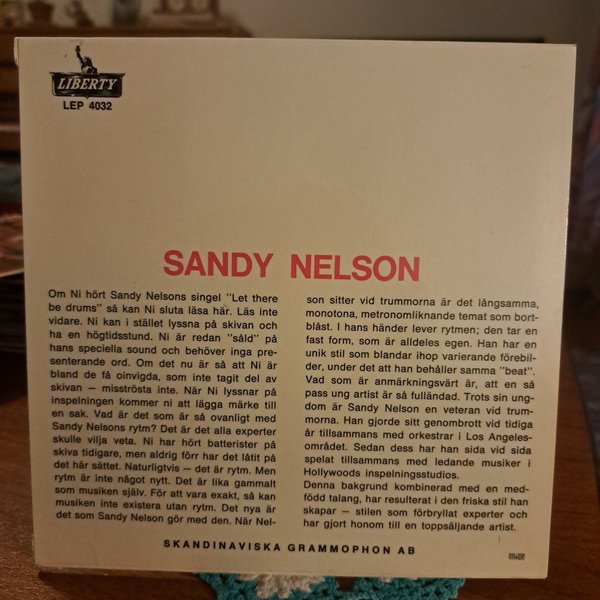 LIBERTY
LEP 4032
SANDY NELSON
Om Ni hört Sandy Nelsons singel "Let there
be drums" så kan Ni sluta läsa här. Läs inte
vidare. Ni kan i stället lyssna på skivan och
ha en högtidsstund. Ni är redan "såld" på
hans speciella sound och behöver inga pre-
senterande ord. Om det nu är så att Ni är
bland de få oinvigda, som inte tagit del av
skivan — misströsta inte. När Ni lyssnar på
inspelningen kommer ni att lägga märke till
en sak. Vad är det som är så ovanligt med
Sandy Nelsons rytm? Det är det alla experter
skulle vilja veta. Ni har hört batterister på
skiva tidigare, men aldrig förr har det låtit på
det här sättet. Naturligtvis — det är rytm. Men
rytm är inte något nytt. Det är lika gammalt
som musiken själv. För att vara exakt, så kan
musiken inte existera utan rytm. Det nya är
det som Sandy Nelson gör med den. När Nel-
son sitter vid trummorna är det långsamma,
monotona, metronomliknande temat som bort-
blåst. I hans händer lever rytmen; den tar en
fast form, som är alldeles egen. Han har en
unik stil som blandar ihop varierande förebil-
der, under det att han behåller samma "beat".
Vad som är anmärkningsvärt är, att en så
pass ung artist är så fulländad. Trots sin ung-
dom är Sandy Nelson en veteran vid trum-
morna. Han gjorde sitt genombrott vid tidiga
år tillsammans med orkestrar i Los Angeles-
området. Sedan dess har han sida vid sida
spelat tillsammans med ledande musiker i
Hollywoods inspelningsstudios.
Denna bakgrund kombinerad med en med-
född talang, har resulterat i den friska stil han
skapar — stilen som förbryllat experter och
har gjort honom till en toppsäljande artist.
SKANDINAVISKA GRAMMOPHON AB